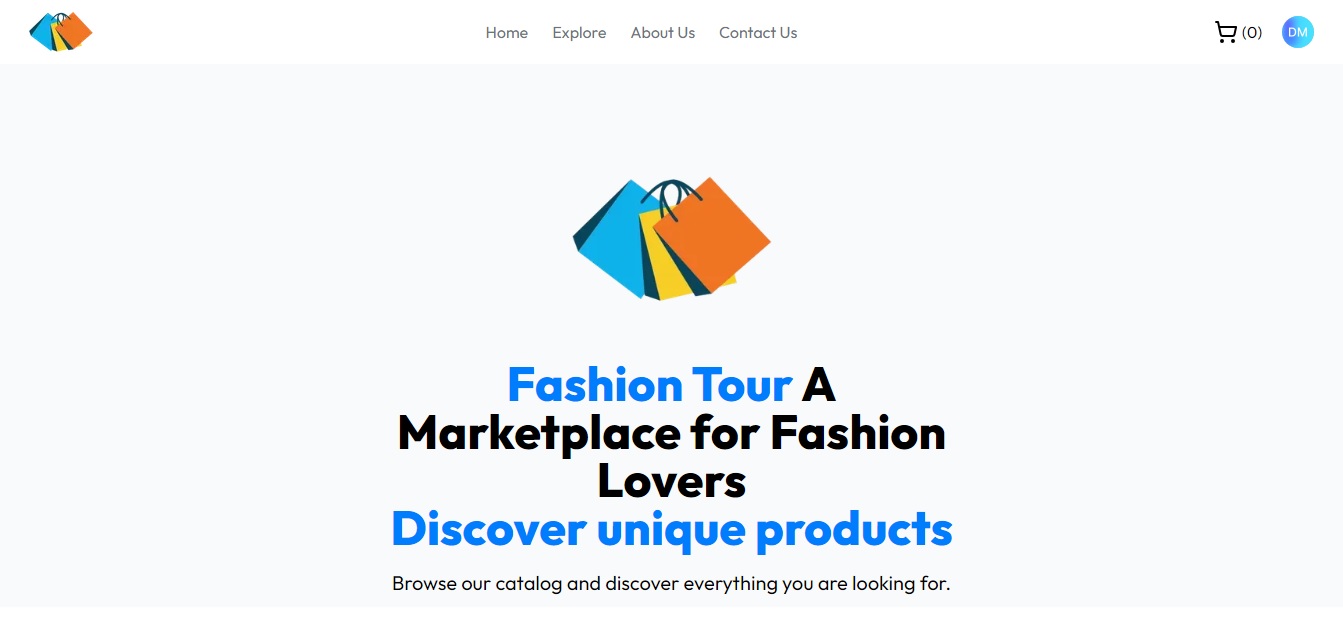 Home Explore About Us Contact Us (0) DM
Fashion Tour A
Marketplace for Fashion
Lovers
Discover unique products
Browse our catalog and discover everything you are looking for.